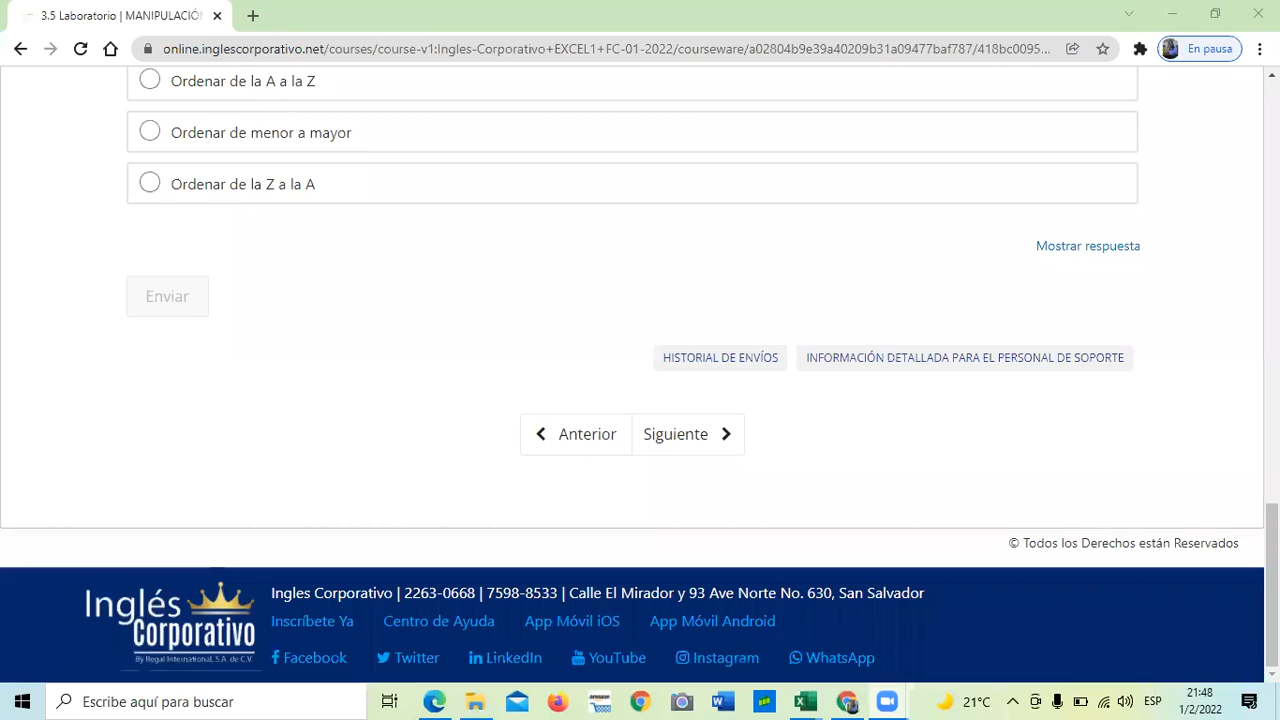 3.5 Laboratorio | MANIPULACIÓN
online.inglescorporativo.net/courses/course-v1:Ingles-Corporativo+EXCEL1+FC-01-2022/courseware/a02804b9e39a40209b31a09477baf787/418bc0095...
En pausa
Ordenar de la A a la Z
Ordenar de menor a mayor
Ordenar de la Z a la A
Mostrar respuesta
Enviar
HISTORIAL DE ENVÍOS
INFORMACIÓN DETALLADA PARA EL PERSONAL DE SOPORTE
Anterior
Siguiente
© Todos los Derechos están Reservados
Inglés Corporativo
By Regal International, S.A. de C.V.
Ingles Corporativo | 2263-0668 | 7598-8533 | Calle El Mirador y 93 Ave Norte No. 630, San Salvador
Inscríbete Ya Centro de Ayuda App Móvil iOS App Móvil Android
Facebook Twitter LinkedIn YouTube Instagram WhatsApp
Escribe aquí para buscar
amazon
21°C
ESP
21:48
1/2/2022